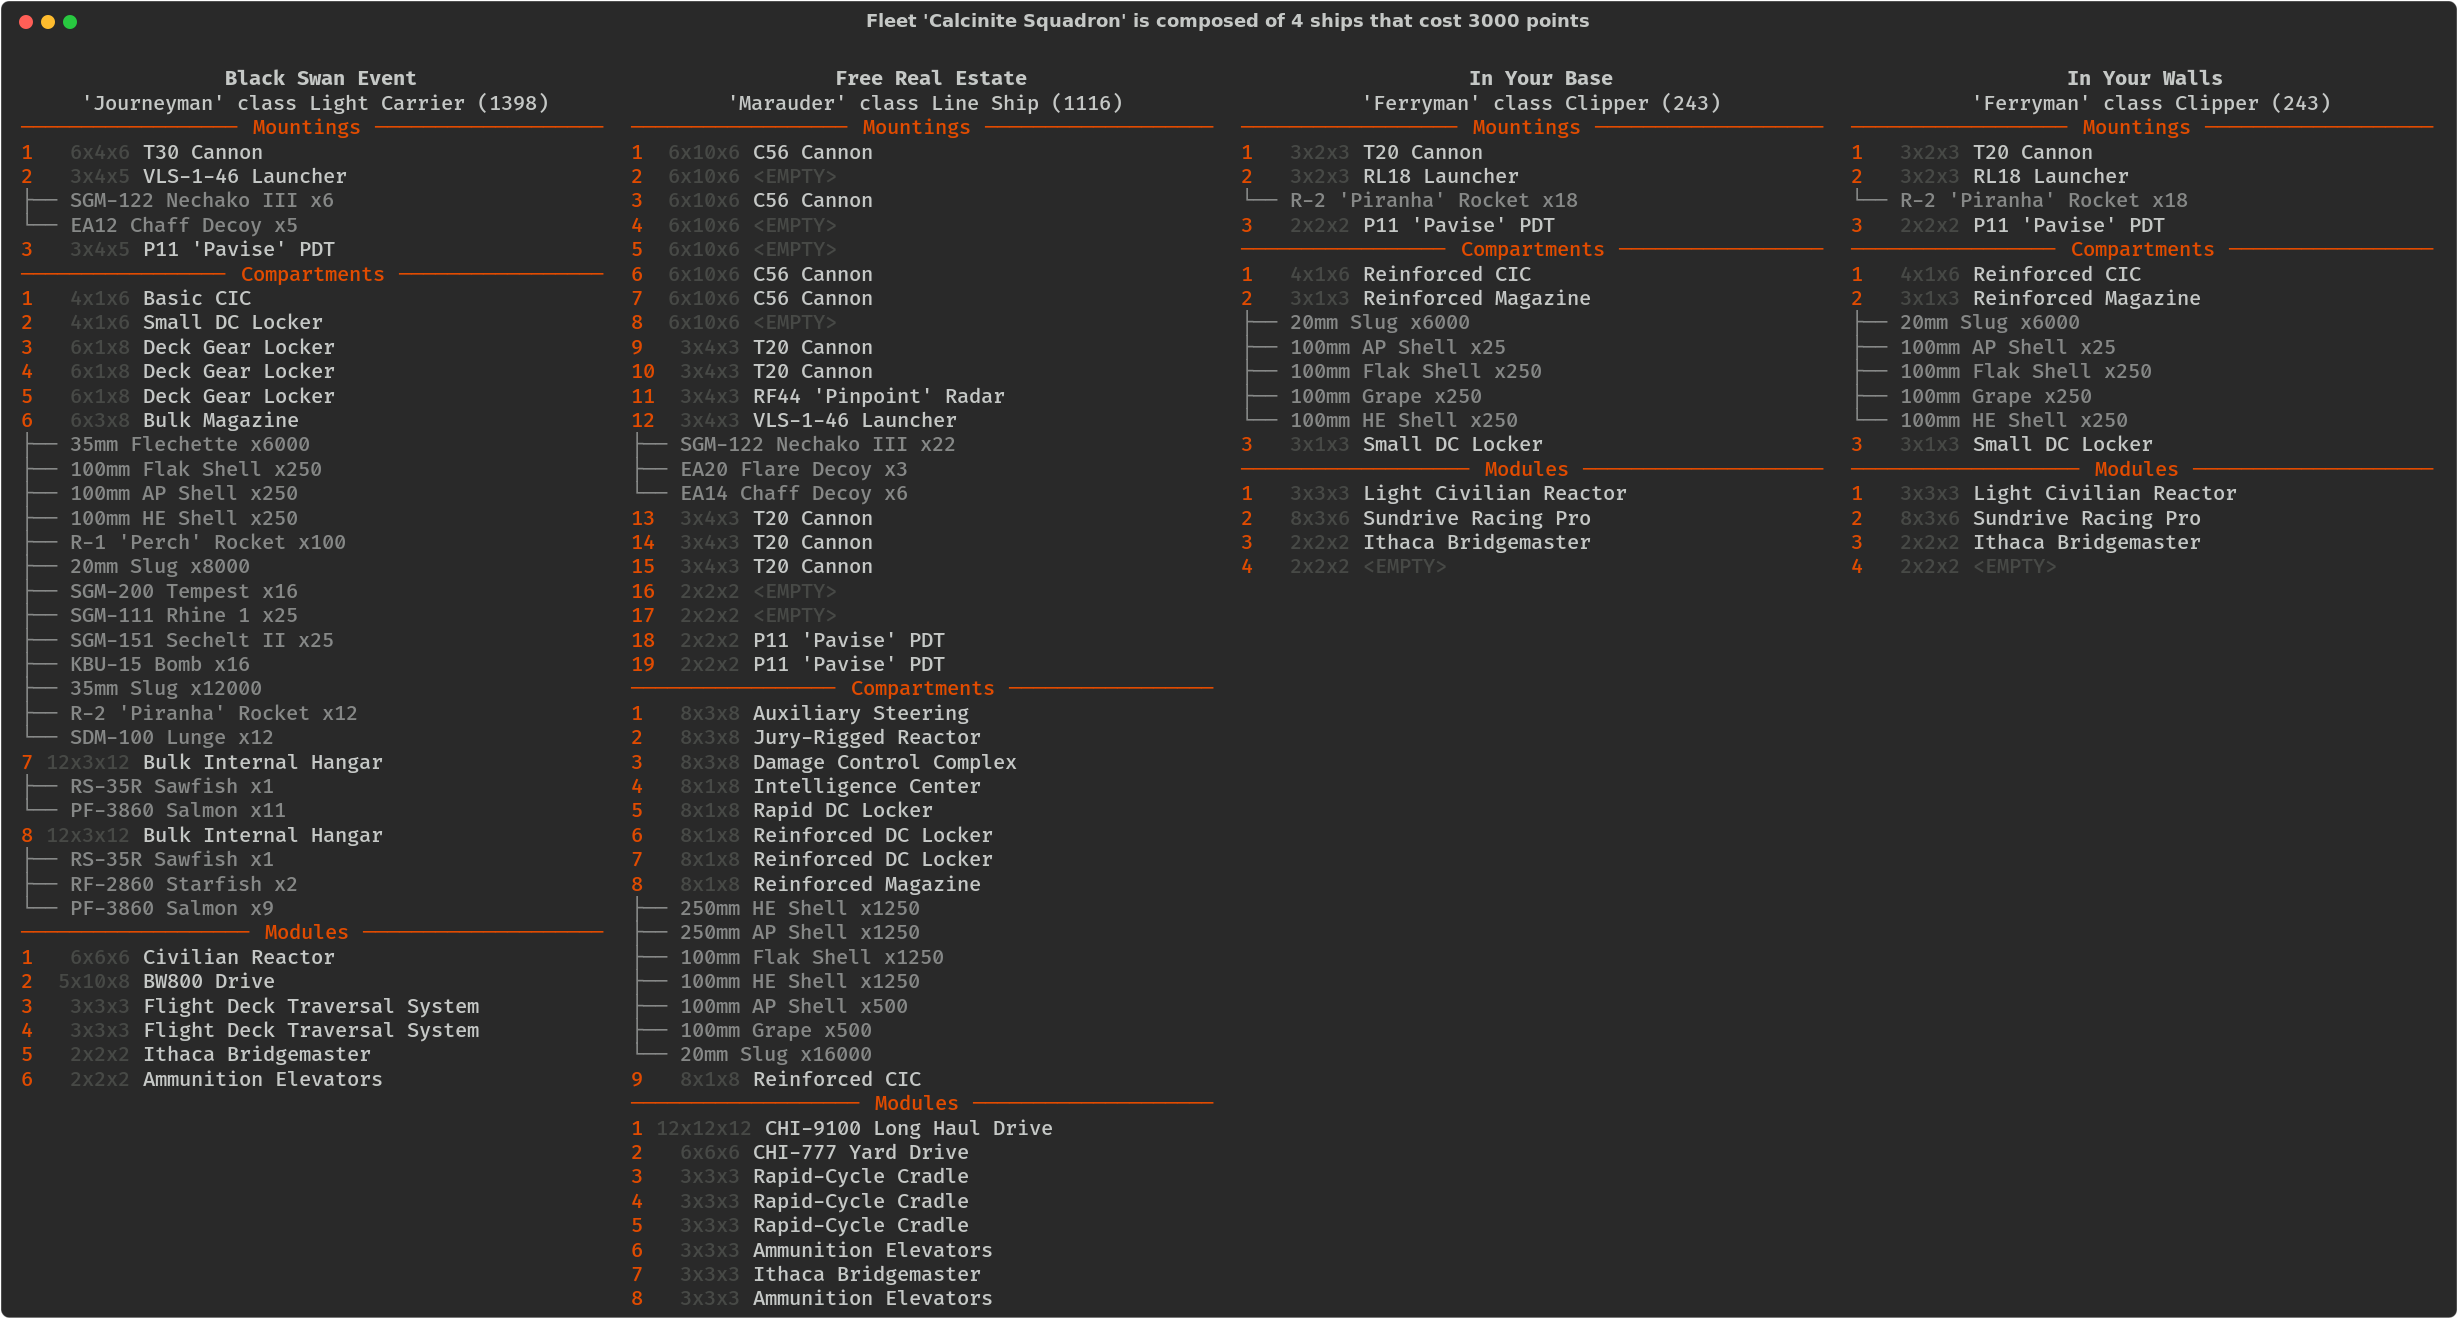 Fleet 'Calcinite Squadron' is composed of 4 ships that cost 3000 points
Black Swan Event
'Journeyman' class Light Carrier (1398)
Mountings
1 6x4x6 T30 Cannon
2 3x4x5 VLS-1-46 Launcher
SGM-122 Nechako III x6
EA12 Chaff Decoy x5
3 3x4x5 P11 'Pavise' PDT
Compartments
1 4x1x6 Basic CIC
2 4x1x6 Small DC Locker
3 6x1x8 Deck Gear Locker
4 6x1x8 Deck Gear Locker
5 6x1x8 Deck Gear Locker
6 6x3x8 Bulk Magazine
35mm Flechette x6000
100mm Flak Shell x250
100mm AP Shell x250
100mm HE Shell x250
R-1 'Perch' Rocket x100
20mm Slug x8000
SGM-200 Tempest x16
SGM-111 Rhine 1 x25
SGM-151 Sechelt II x25
KBU-15 Bomb x16
35mm Slug x12000
R-2 'Piranha' Rocket x12
SDM-100 Lunge x12
7 12x3x12 Bulk Internal Hangar
RS-35R Sawfish x1
PF-3860 Salmon x11
8 12x3x12 Bulk Internal Hangar
RS-35R Sawfish x1
RF-2860 Starfish x2
PF-3860 Salmon x9
Modules
1 6x6x6 Civilian Reactor
2 5x10x8 BW800 Drive
3 3x3x3 Flight Deck Traversal System
4 3x3x3 Flight Deck Traversal System
5 2x2x2 Ithaca Bridgemaster
6 2x2x2 Ammunition Elevators
Free Real Estate
'Marauder' class Line Ship (1116)
Mountings
1 6x10x6 C56 Cannon
2 6x10x6 <EMPTY>
3 6x10x6 C56 Cannon
4 6x10x6 <EMPTY>
5 6x10x6 <EMPTY>
6 6x10x6 C56 Cannon
7 6x10x6 C56 Cannon
8 6x10x6 <EMPTY>
9 3x4x3 T20 Cannon
10 3x4x3 T20 Cannon
11 3x4x3 RF44 'Pinpoint' Radar
12 3x4x3 VLS-1-46 Launcher
SGM-122 Nechako III x22
EA20 Flare Decoy x3
EA14 Chaff Decoy x6
13 3x4x3 T20 Cannon
14 3x4x3 T20 Cannon
15 3x4x3 T20 Cannon
16 2x2x2 <EMPTY>
17 2x2x2 <EMPTY>
18 2x2x2 P11 'Pavise' PDT
19 2x2x2 P11 'Pavise' PDT
Compartments
1 8x3x8 Auxiliary Steering
2 8x3x8 Jury-Rigged Reactor
3 8x3x8 Damage Control Complex
4 8x1x8 Intelligence Center
5 8x1x8 Rapid DC Locker
6 8x1x8 Reinforced DC Locker
7 8x1x8 Reinforced DC Locker
8 8x1x8 Reinforced Magazine
250mm HE Shell x1250
250mm AP Shell x1250
100mm Flak Shell x1250
100mm HE Shell x1250
100mm AP Shell x500
100mm Grape x500
20mm Slug x16000
9 8x1x8 Reinforced CIC
Modules
1 12x12x12 CHI-9100 Long Haul Drive
2 6x6x6 CHI-777 Yard Drive
3 3x3x3 Rapid-Cycle Cradle
4 3x3x3 Rapid-Cycle Cradle
5 3x3x3 Rapid-Cycle Cradle
6 3x3x3 Ammunition Elevators
7 3x3x3 Ithaca Bridgemaster
8 3x3x3 Ammunition Elevators
In Your Base
'Ferryman' class Clipper (243)
Mountings
1 3x2x3 T20 Cannon
2 3x2x3 RL18 Launcher
R-2 'Piranha' Rocket x18
3 2x2x2 P11 'Pavise' PDT
Compartments
1 4x1x6 Reinforced CIC
2 3x1x3 Reinforced Magazine
20mm Slug x6000
100mm AP Shell x25
100mm Flak Shell x250
100mm Grape x250
100mm HE Shell x250
3 3x1x3 Small DC Locker
Modules
1 3x3x3 Light Civilian Reactor
2 8x3x6 Sundrive Racing Pro
3 2x2x2 Ithaca Bridgemaster
4 2x2x2 <EMPTY>
In Your Walls
'Ferryman' class Clipper (243)
Mountings
1 3x2x3 T20 Cannon
2 3x2x3 RL18 Launcher
R-2 'Piranha' Rocket x18
3 2x2x2 P11 'Pavise' PDT
Compartments
1 4x1x6 Reinforced CIC
2 3x1x3 Reinforced Magazine
20mm Slug x6000
100mm AP Shell x25
100mm Flak Shell x250
100mm Grape x250
100mm HE Shell x250
3 3x1x3 Small DC Locker
Modules
1 3x3x3 Light Civilian Reactor
2 8x3x6 Sundrive Racing Pro
3 2x2x2 Ithaca Bridgemaster
4 2x2x2 <EMPTY>